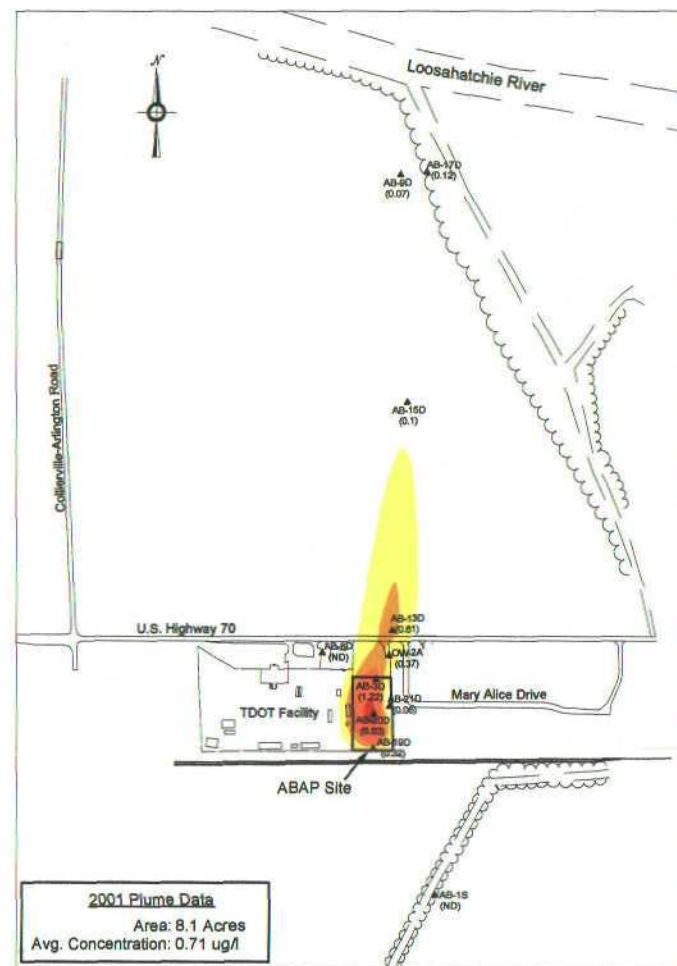 N
Loosahatchie River
AB-17D
(0.12)
AB-9D
(0.07)
AB-15D
(0.1)
Collierville-Arlington Road
AB-13D
(0.61)
U.S. Highway 70
AB-8D
(ND)
OW-2A
(0.37)
AB-3D
(1.22)
AB-21D
(0.06)
Mary Alice Drive
TDOT Facility
AB-20D
AB-19D
ABAP Site
AB-1S
(ND)
2001 Plume Data
Area: 8.1 Acres
Avg. Concentration: 0.71 ug/l